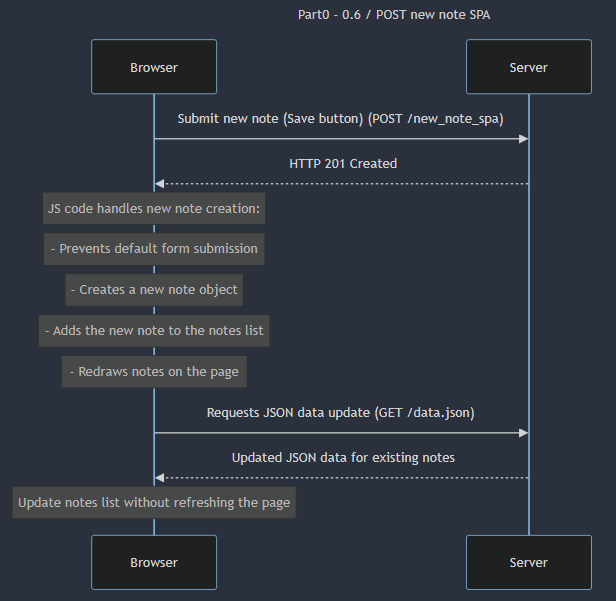 Part0 - 0.6 / POST new note SPA
Browser
Server
Submit new note (Save button) (POST /new_note_spa)
HTTP 201 Created
JS code handles new note creation:
- Prevents default form submission
- Creates a new note object
- Adds the new note to the notes list
- Redraws notes on the page
Requests JSON data update (GET /data.json)
Updated JSON data for existing notes
Update notes list without refreshing the page
Browser
Server